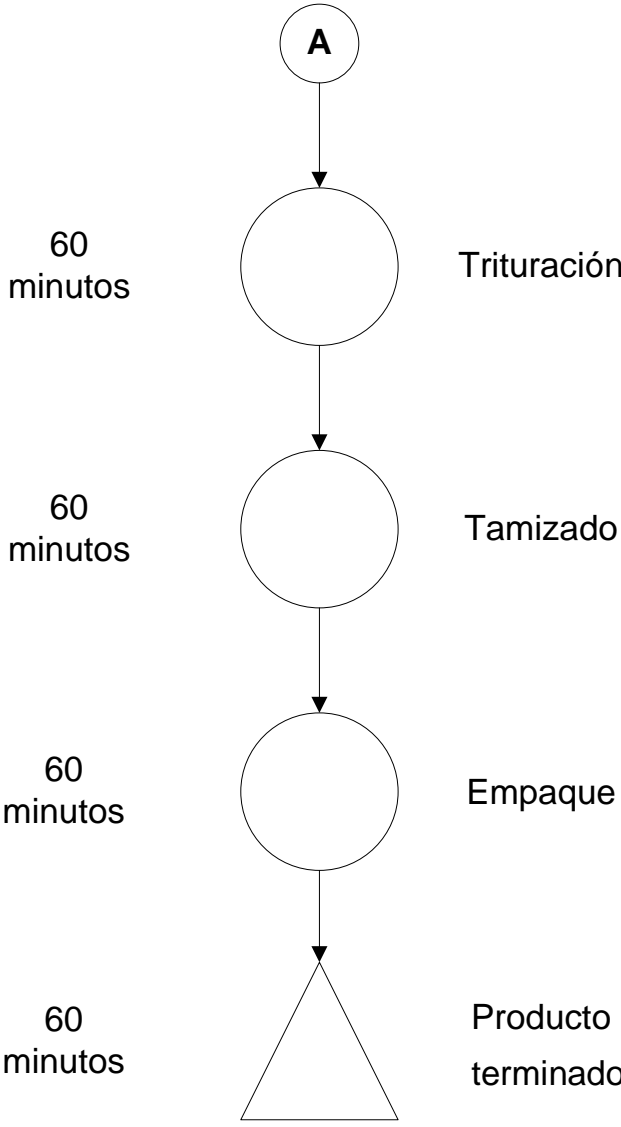 A
60
minutos
Trituración
60
minutos
Tamizado
60
minutos
Empaque
60
minutos
Producto
terminado